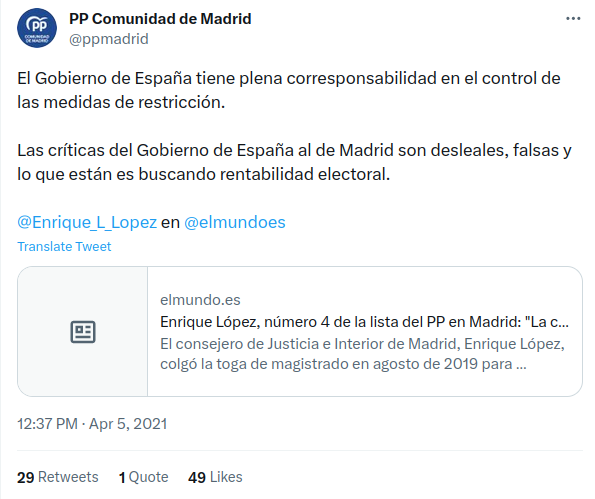 PP Comunidad de Madrid
@ppmadrid
El Gobierno de España tiene plena corresponsabilidad en el control de
las medidas de restricción.
Las críticas del Gobierno de España al de Madrid son desleales, falsas y
lo que están es buscando rentabilidad electoral.
@Enrique_L_Lopez en @elmundoes
Translate Tweet
elmundo.es
Enrique López, número 4 de la lista del PP en Madrid: "La c...
El consejero de Justicia e Interior de Madrid, Enrique López,
colgó la toga de magistrado en agosto de 2019 para ...
12:37 PM · Apr 5, 2021
29 Retweets 1 Quote 49 Likes